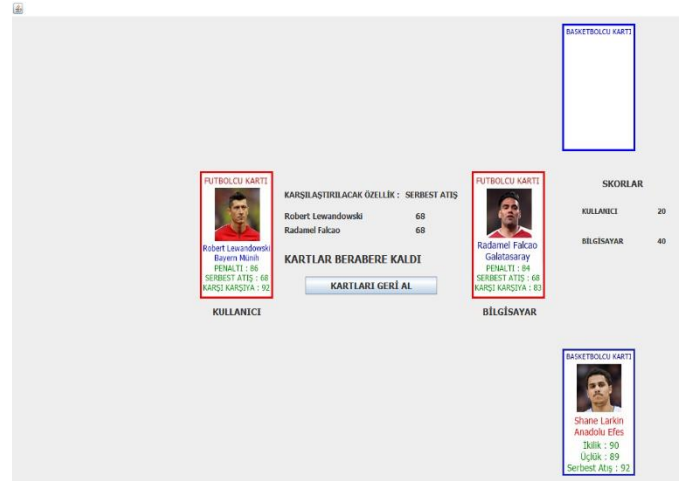 BASKETBOLCU KARTI
FUTBOLCU KARTI
Robert Lewandowski
Bayern Münih
PENALTI : 86
SERBEST ATIŞ : 68
KARŞI KARŞIYA : 92
KULLANICI
KARŞILAŞTIRILACAK ÖZELLİK : SERBEST ATIŞ
Robert Lewandowski 68
Radamel Falcao 68
KARTLAR BERABERE KALDI
KARTLARI GERİ AL
FUTBOLCU KARTI
Radamel Falcao
Galatasaray
PENALTI : 84
SERBEST ATIŞ : 68
KARŞI KARŞIYA : 83
BİLGİSAYAR
SKORLAR
KULLANICI 20
BİLGİSAYAR 40
BASKETBOLCU KARTI
Shane Larkin
Anadolu Efes
İkilik : 90
Üçlük : 89
Serbest Atış : 92